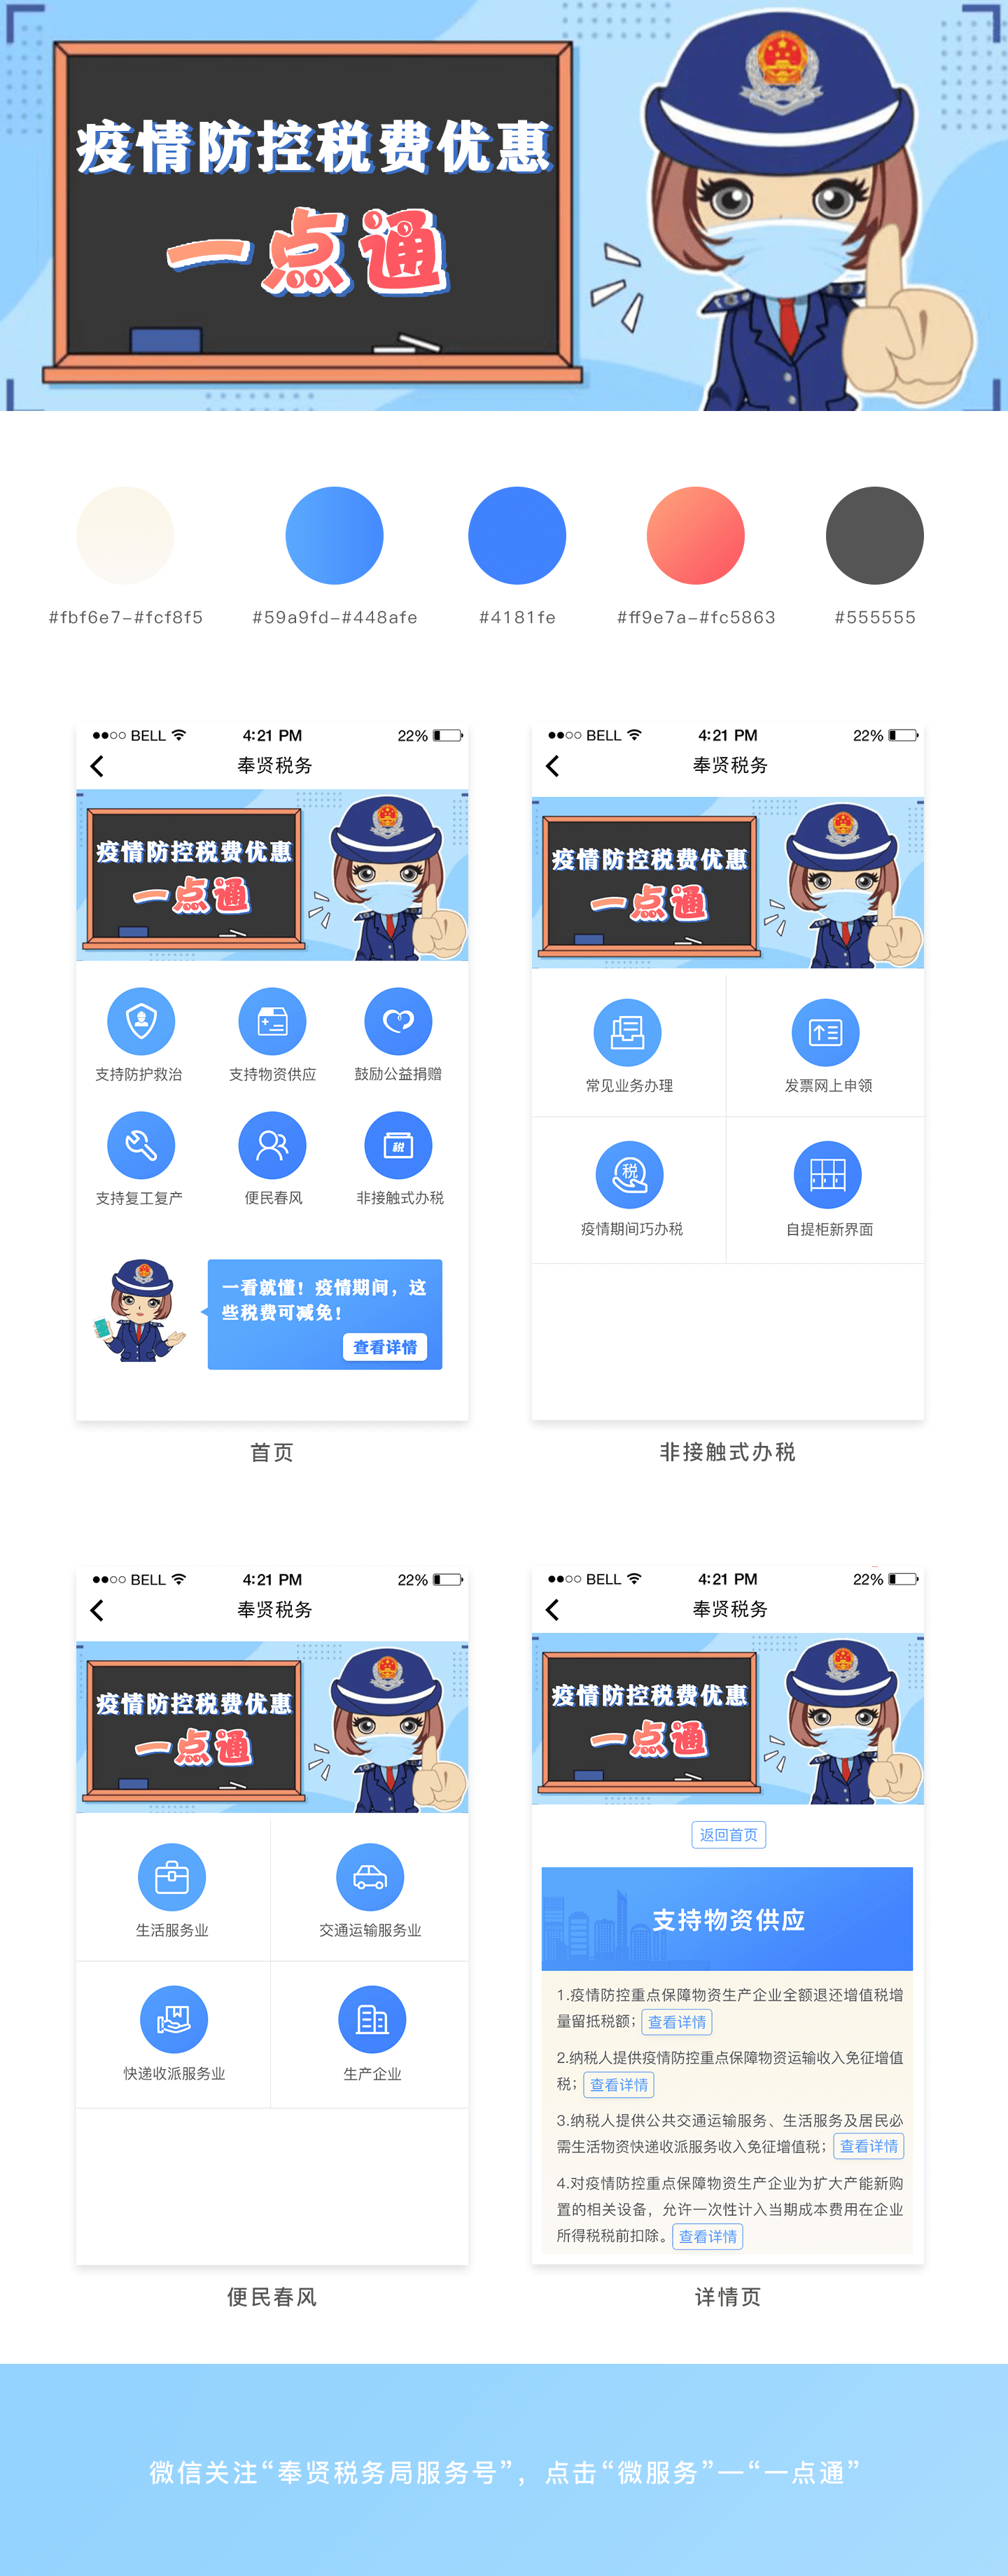 疫情防控税费优惠
一点通
#fbf6e7-#fcf8f5
#59a9fd-#448afe
#4181fe
#ff9e7a-#fc5863
#555555
BELL 4:21 PM 22%
奉贤税务
疫情防控税费优惠
一点通
支持防护救治
支持物资供应
鼓励公益捐赠
支持复工复产
便民春风
税
非接触式办税
一看就懂！疫情期间，这
些税费可减免！
查看详情
首页
BELL 4:21 PM 22%
奉贤税务
疫情防控税费优惠
一点通
常见业务办理
发票网上申领
税
疫情期间巧办税
自提柜新界面
非接触式办税
BELL 4:21 PM 22%
奉贤税务
疫情防控税费优惠
一点通
生活服务业
交通运输服务业
快递收派服务业
生产企业
便民春风
BELL 4:21 PM 22%
奉贤税务
疫情防控税费优惠
一点通
返回首页
支持物资供应
1.疫情防控重点保障物资生产企业全额退还增值税增
量留抵税额；查看详情
2.纳税人提供疫情防控重点保障物资运输收入免征增值
税；查看详情
3.纳税人提供公共交通运输服务、生活服务及居民必
需生活物资快递收派服务收入免征增值税；查看详情
4.对疫情防控重点保障物资生产企业为扩大产能新购
置的相关设备，允许一次性计入当期成本费用在企业
所得税税前扣除。查看详情
详情页
微信关注“奉贤税务局服务号”，点击“微服务”—“一点通”